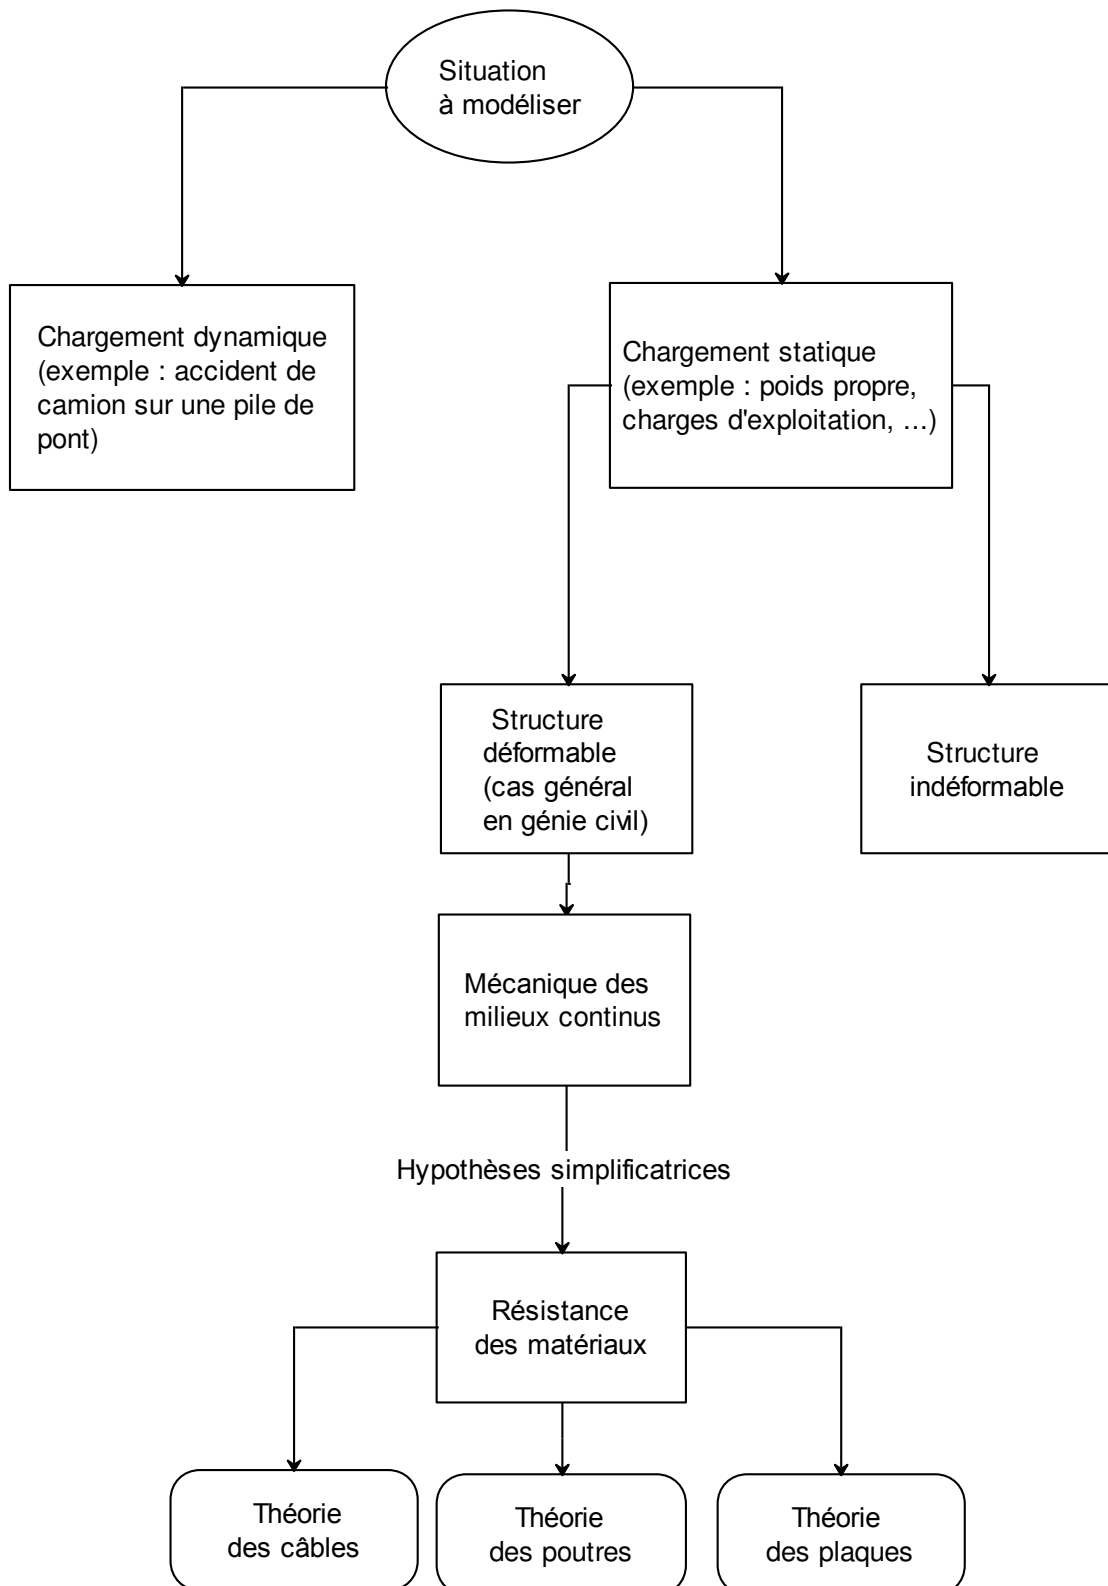 Situation
à modéliser
Chargement dynamique
(exemple : accident de
camion sur une pile de
pont)
Chargement statique
(exemple : poids propre,
charges d'exploitation, …)
Structure
déformable
(cas général
en génie civil)
Structure
indéformable
Mécanique des
milieux continus
Hypothèses simplificatrices
Résistance
des matériaux
Théorie
des câbles
Théorie
des poutres
Théorie
des plaques